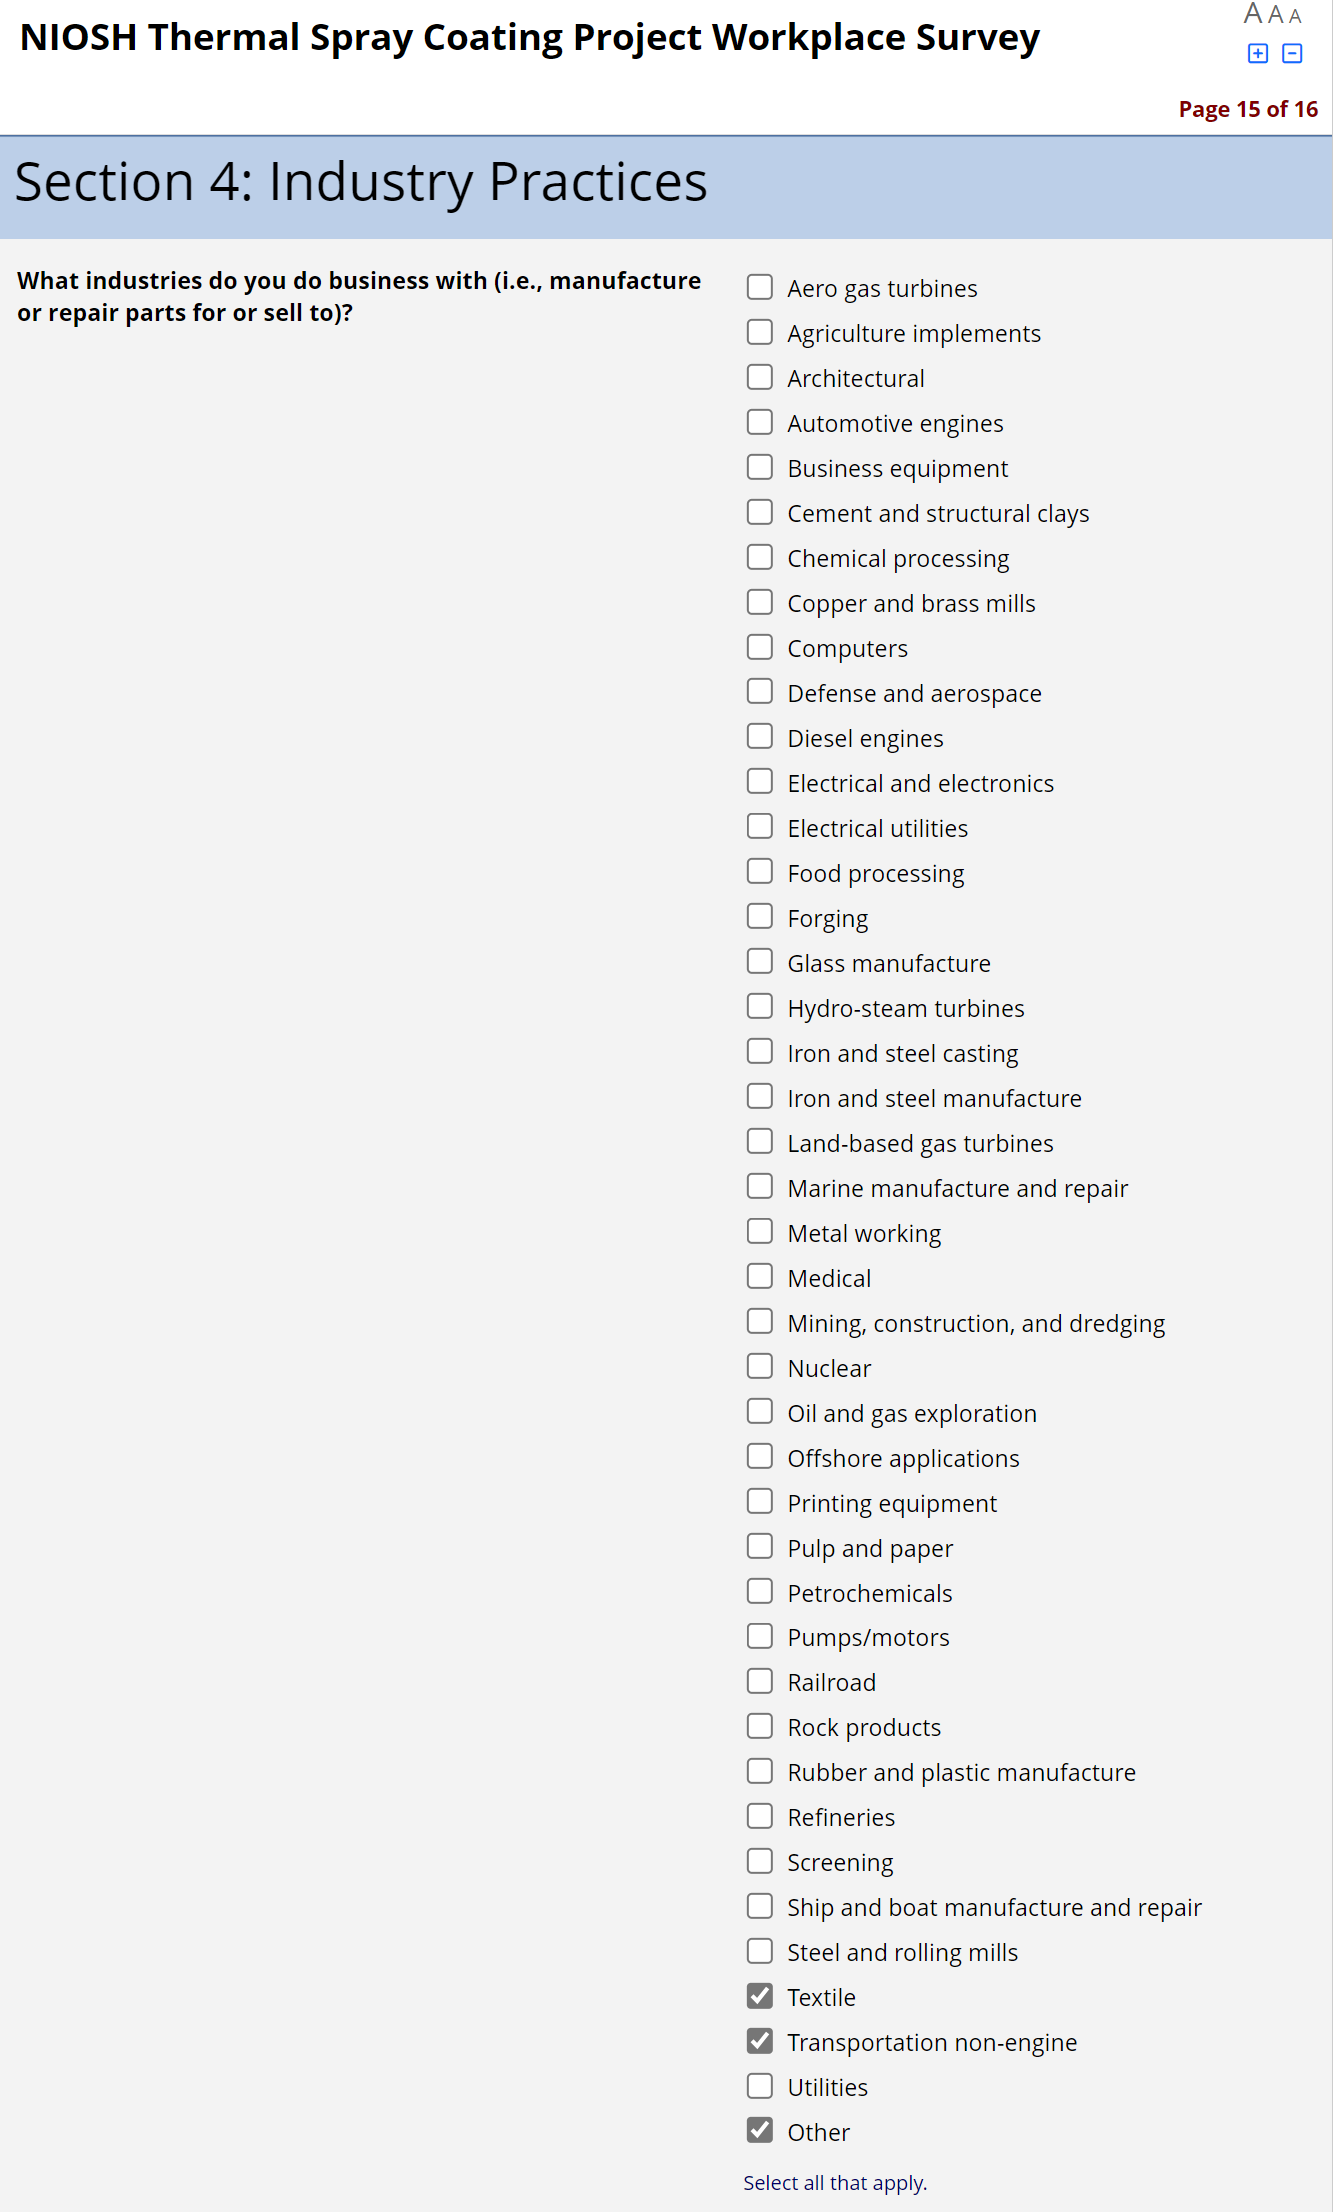 A A A
NIOSH Thermal Spray Coating Project Workplace Survey
Page 15 of 16
Section 4: Industry Practices
What industries do you do business with (i.e., manufacture
or repair parts for or sell to)?
Aero gas turbines
Agriculture implements
Architectural
Automotive engines
Business equipment
Cement and structural clays
Chemical processing
Copper and brass mills
Computers
Defense and aerospace
Diesel engines
Electrical and electronics
Electrical utilities
Food processing
Forging
Glass manufacture
Hydro-steam turbines
Iron and steel casting
Iron and steel manufacture
Land-based gas turbines
Marine manufacture and repair
Metal working
Medical
Mining, construction, and dredging
Nuclear
Oil and gas exploration
Offshore applications
Printing equipment
Pulp and paper
Petrochemicals
Pumps/motors
Railroad
Rock products
Rubber and plastic manufacture
Refineries
Screening
Ship and boat manufacture and repair
Steel and rolling mills
Textile
Transportation non-engine
Utilities
Other
Select all that apply.